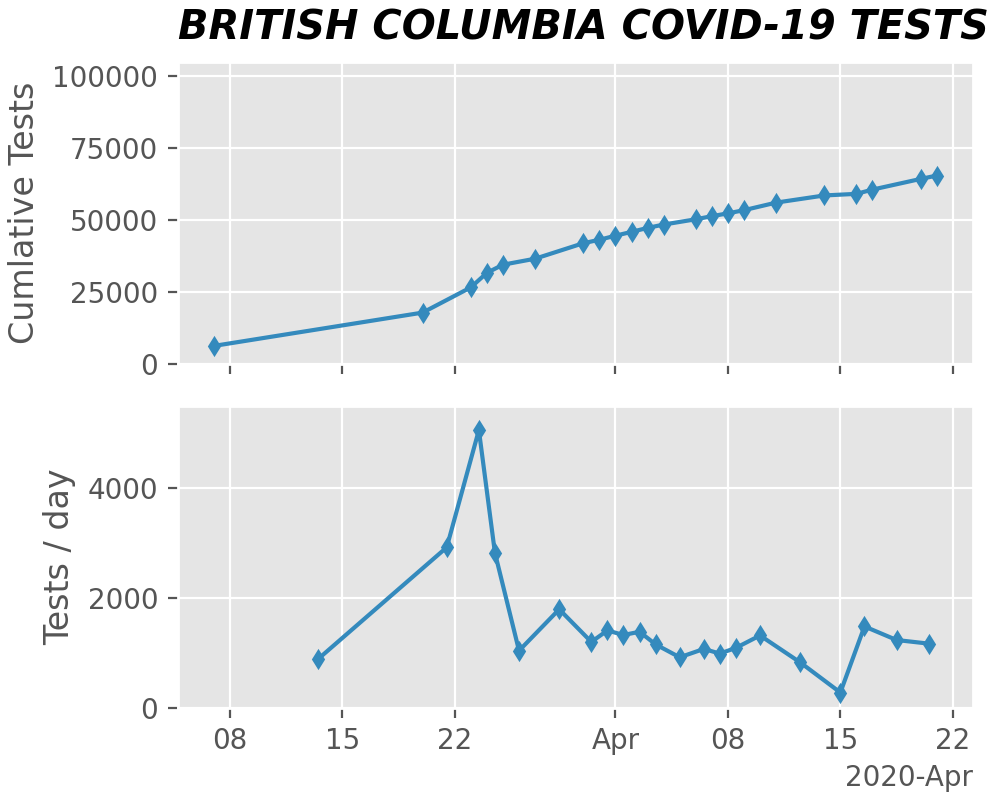 BRITISH COLUMBIA COVID-19 TESTS
100000
75000
50000
25000
0
Cumlative Tests
4000
2000
0
Tests / day
08 15 22 Apr 08 15 22
2020-Apr